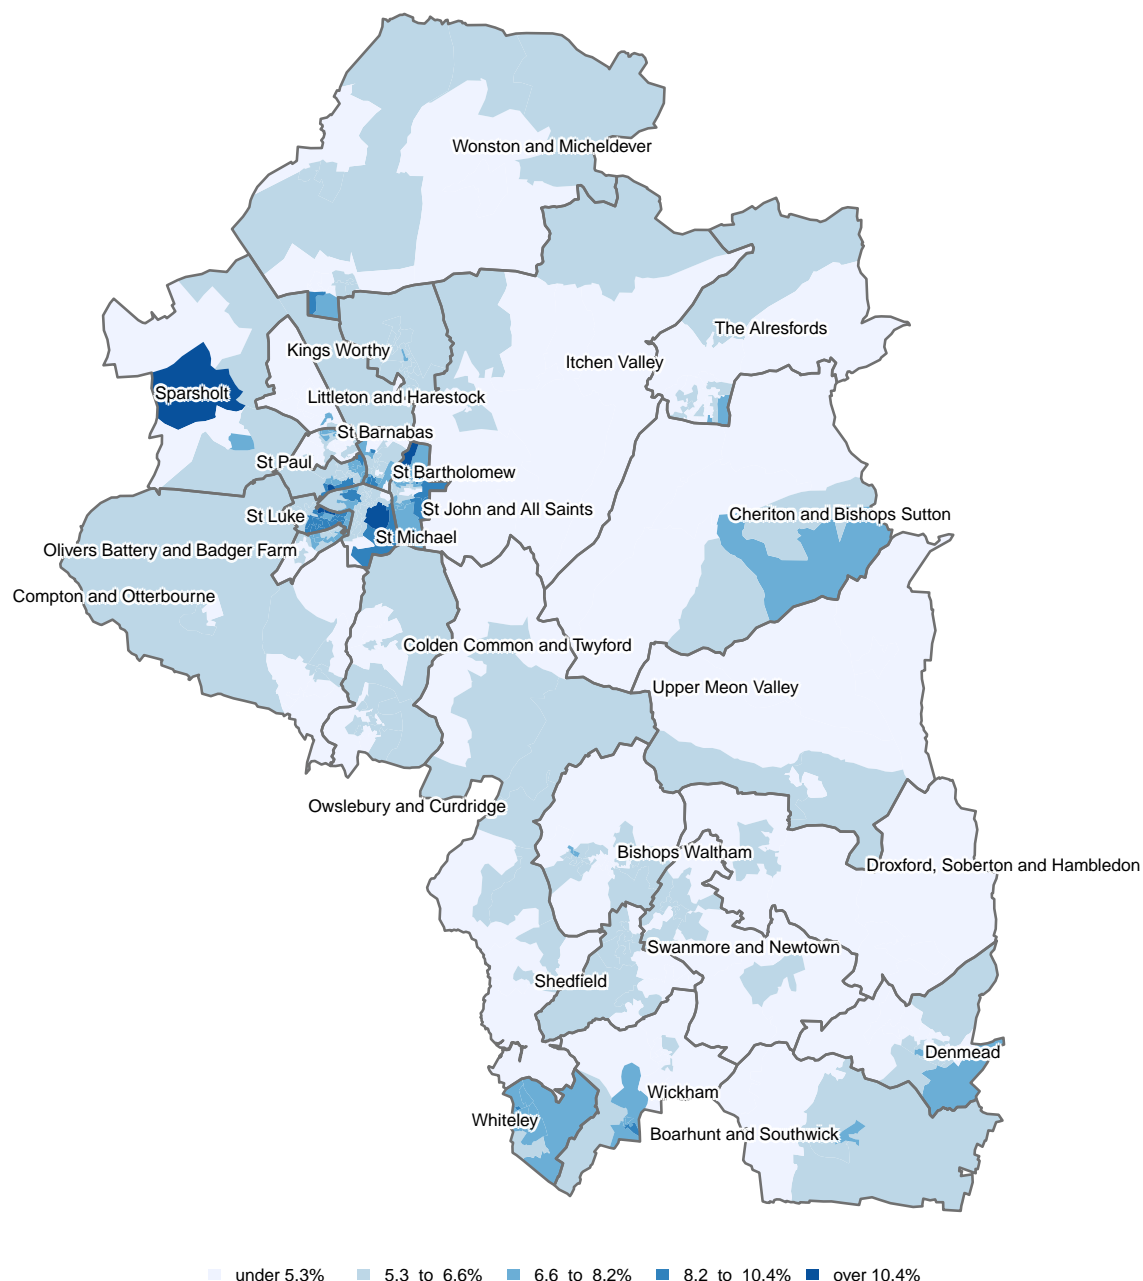 Wonston and Micheldever
The Alresfords
Kings Worthy
Itchen Valley
Sparsholt
Littleton and Harestock
St Barnabas
St Paul
St Bartholomew
St John and All Saints
Cheriton and Bishops Sutton
St Luke
St Michael
Olivers Battery and Badger Farm
Compton and Otterbourne
Colden Common and Twyford
Upper Meon Valley
Owslebury and Curdridge
Bishops Waltham
Droxford, Soberton and Hambledon
Swanmore and Newtown
Shedfield
Denmead
Wickham
Whiteley
Boarhunt and Southwick
under 5.3% 5.3 to 6.6% 6.6 to 8.2% 8.2 to 10.4% over 10.4%